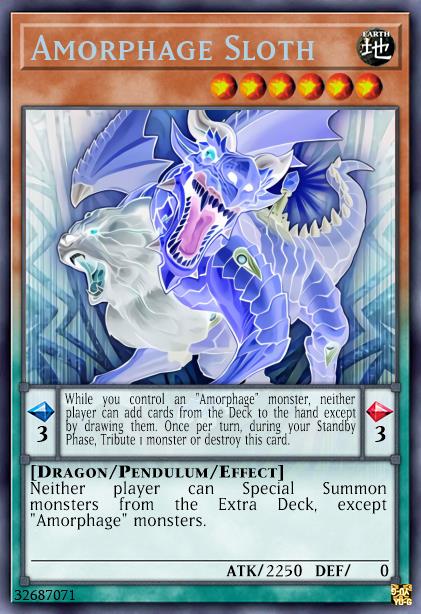 AMORPHAGE SLOTH
EARTH
地
While you control an "Amorphage" monster, neither
player can add cards from the Deck to the hand except
by drawing them. Once per turn, during your Standby
Phase, Tribute 1 monster or destroy this card.
3
3
[DRAGON/PENDULUM/EFFECT]
Neither player can Special Summon
monsters from the Extra Deck, except
"Amorphage" monsters.
ATK/2250 DEF/ 0
32687071